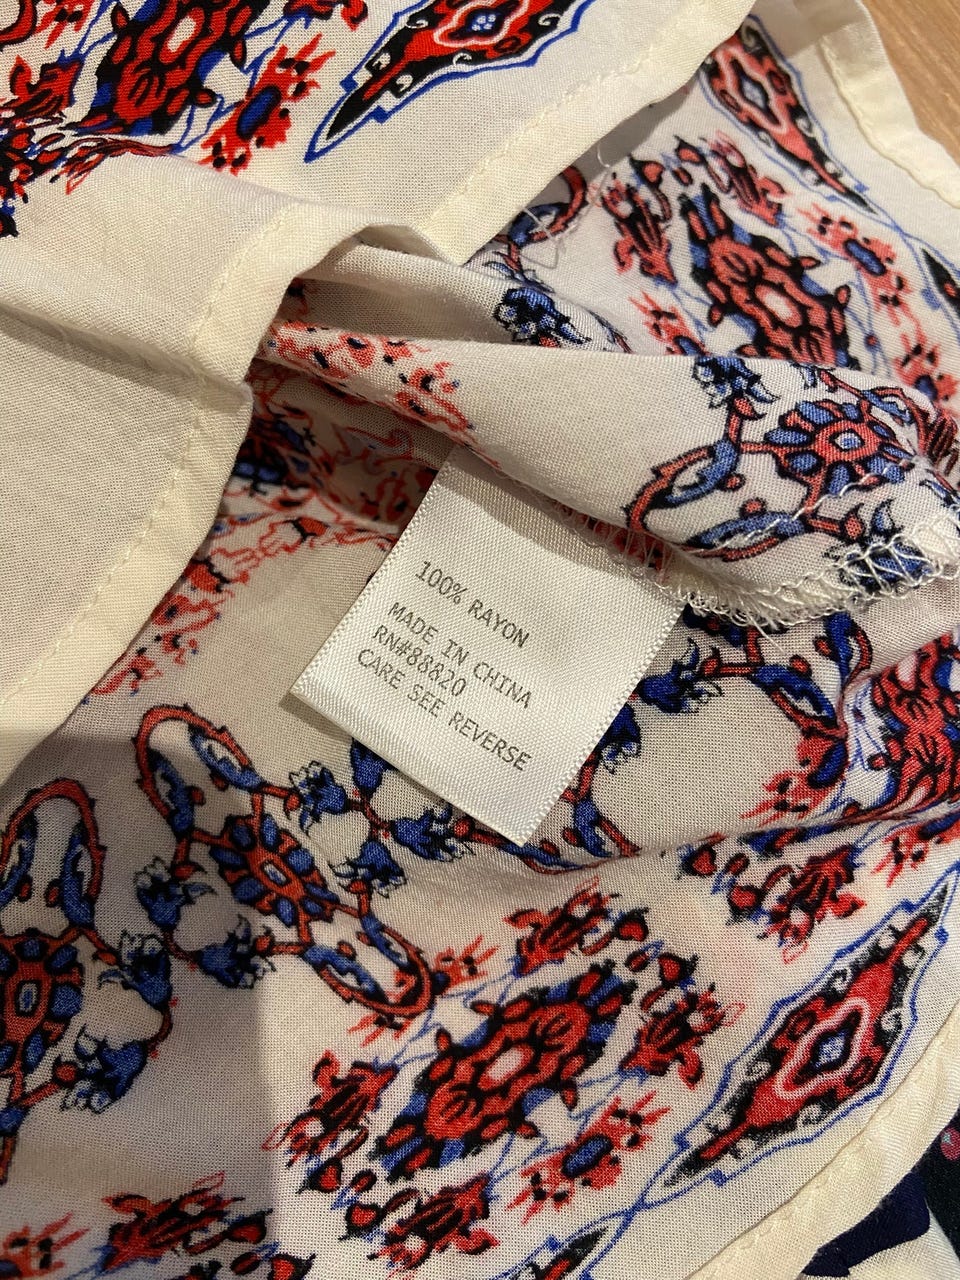 100% RAYON
MADE IN CHINA
RN#88820
CARE SEE REVERSE